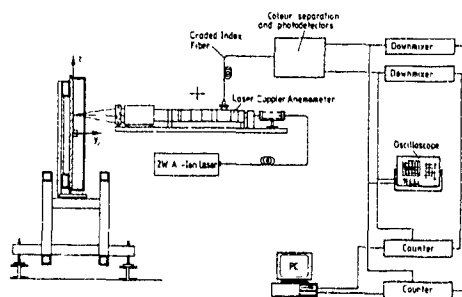 Colour separation
and photodetectors
Graded Index
Fiber
Downmixer
Downmixer
z
Laser Doppler Anemometer
y
Oscilloscope
2W A -Ion Laser
PC
Counter
Counter